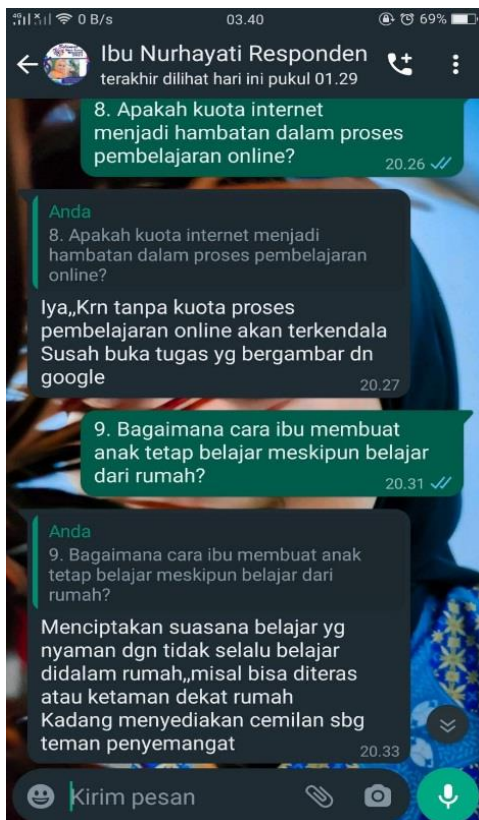 0 B/s
03.40
69%
Ibu Nurhayati Responden
terakhir dilihat hari ini pukul 01.29
8. Apakah kuota internet
menjadi hambatan dalam proses
pembelajaran online?
20.26
Anda
8. Apakah kuota internet menjadi
hambatan dalam proses pembelajaran
online?
Iya,,Krn tanpa kuota proses
pembelajaran online akan terkendala
Susah buka tugas yg bergambar dn
google
20.27
9. Bagaimana cara ibu membuat
anak tetap belajar meskipun belajar
dari rumah?
20.31
Anda
9. Bagaimana cara ibu membuat anak
tetap belajar meskipun belajar dari
rumah?
Menciptakan suasana belajar yg
nyaman dgn tidak selalu belajar
didalam rumah,,misal bisa diteras
atau ketaman dekat rumah
Kadang menyediakan cemilan sbg
teman penyemangat
20.33
Kirim pesan